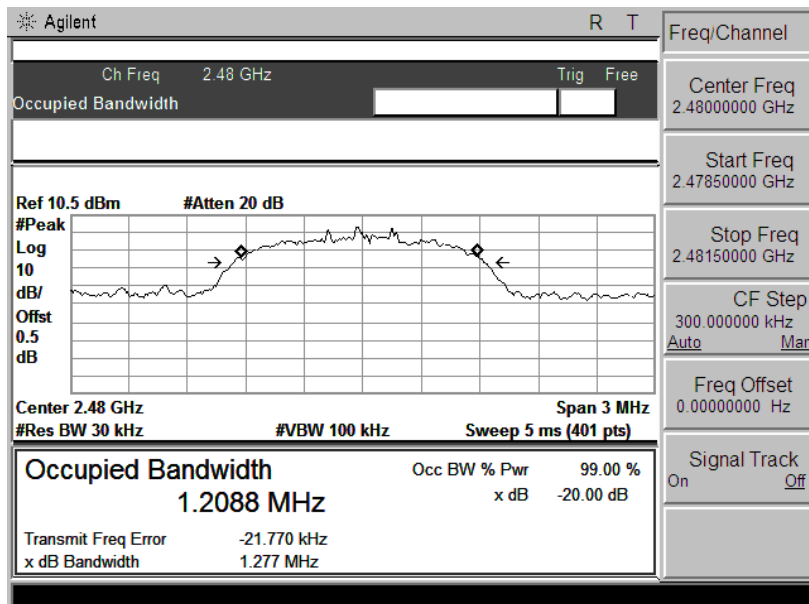 Agilent R T
Ch Freq 2.48 GHz Trig Free
Occupied Bandwidth
Ref 10.5 dBm #Atten 20 dB
#Peak
Log
10
dB/
Offst
0.5
dB
Center 2.48 GHz Span 3 MHz
#Res BW 30 kHz #VBW 100 kHz Sweep 5 ms (401 pts)
Occupied Bandwidth Occ BW % Pwr 99.00 %
1.2088 MHz x dB -20.00 dB
Transmit Freq Error -21.770 kHz
x dB Bandwidth 1.277 MHz
Freq/Channel
Center Freq
2.48000000 GHz
Start Freq
2.47850000 GHz
Stop Freq
2.48150000 GHz
CF Step
300.000000 kHz
Auto Man
Freq Offset
0.00000000 Hz
Signal Track
On Off